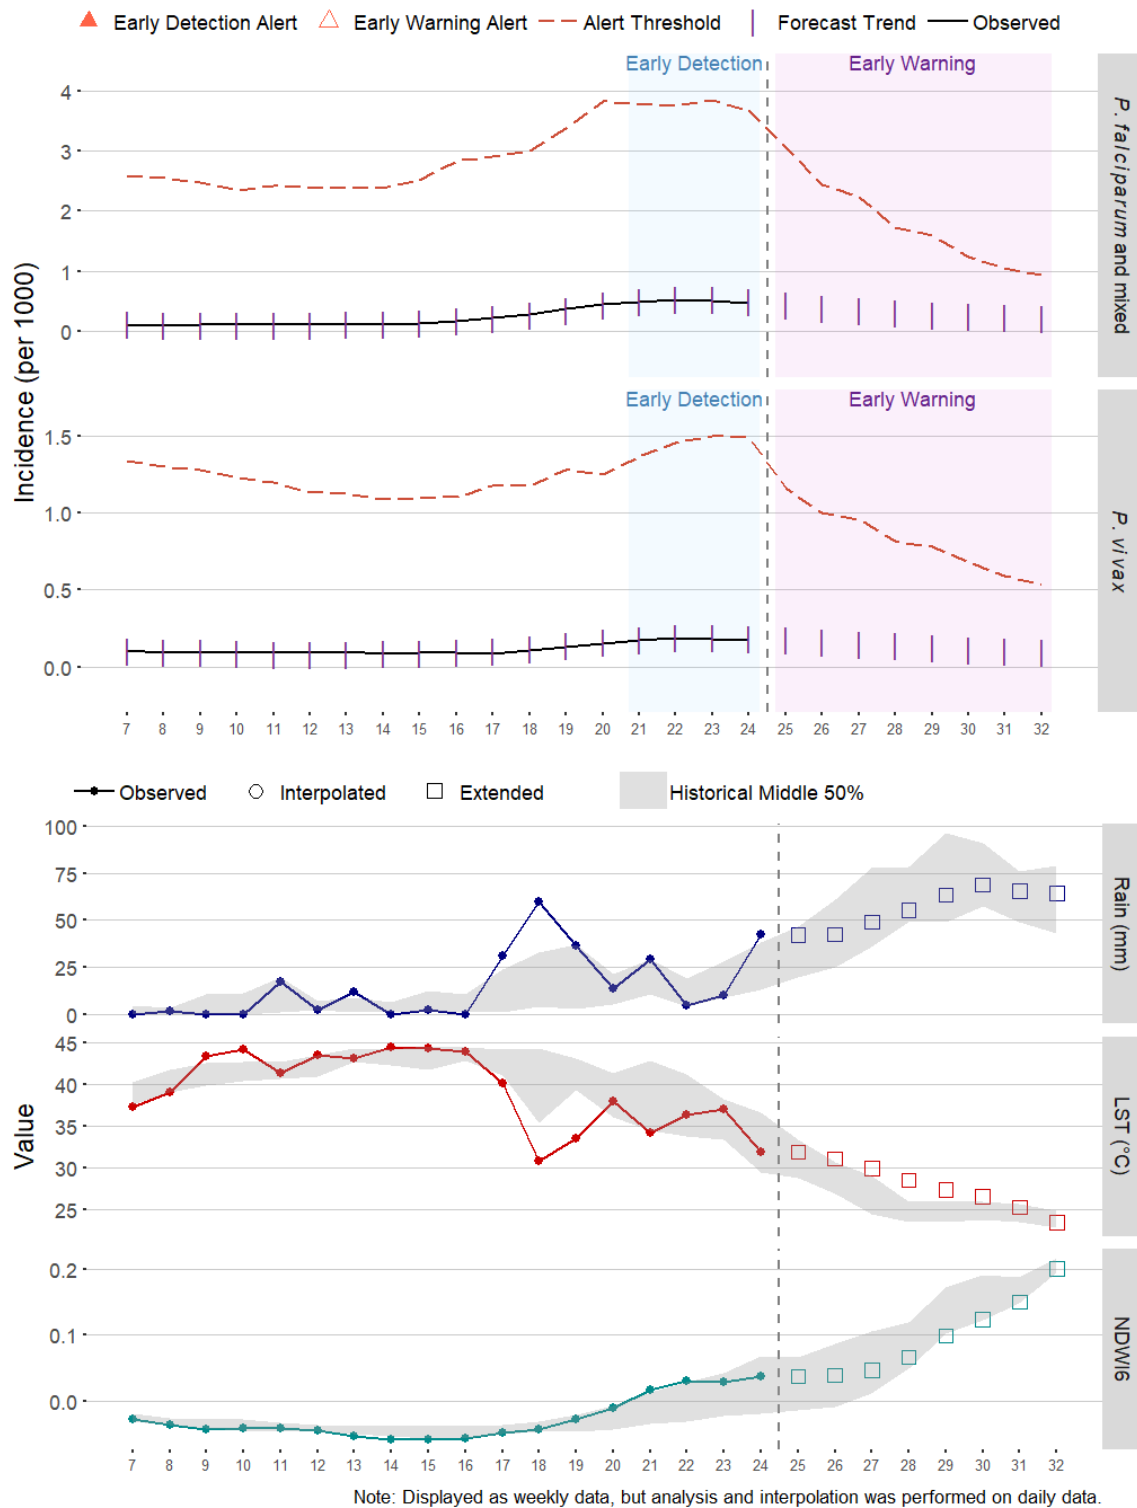 Early Detection Alert Early Warning Alert Alert Threshold Forecast Trend Observed
Early Detection Early Warning
4
3
2
1
0
P. falciparum and mixed
Early Detection Early Warning
1.5
1.0
0.5
0.0
P. vivax
Incidence (per 1000)
7 8 9 10 11 12 13 14 15 16 17 18 19 20 21 22 23 24 25 26 27 28 29 30 31 32
Observed Interpolated Extended Historical Middle 50%
100
75
50
25
0
Rain (mm)
45
40
35
30
25
LST (°C)
Value
0.2
0.1
0.0
NDWI6
7 8 9 10 11 12 13 14 15 16 17 18 19 20 21 22 23 24 25 26 27 28 29 30 31 32
Note: Displayed as weekly data, but analysis and interpolation was performed on daily data.